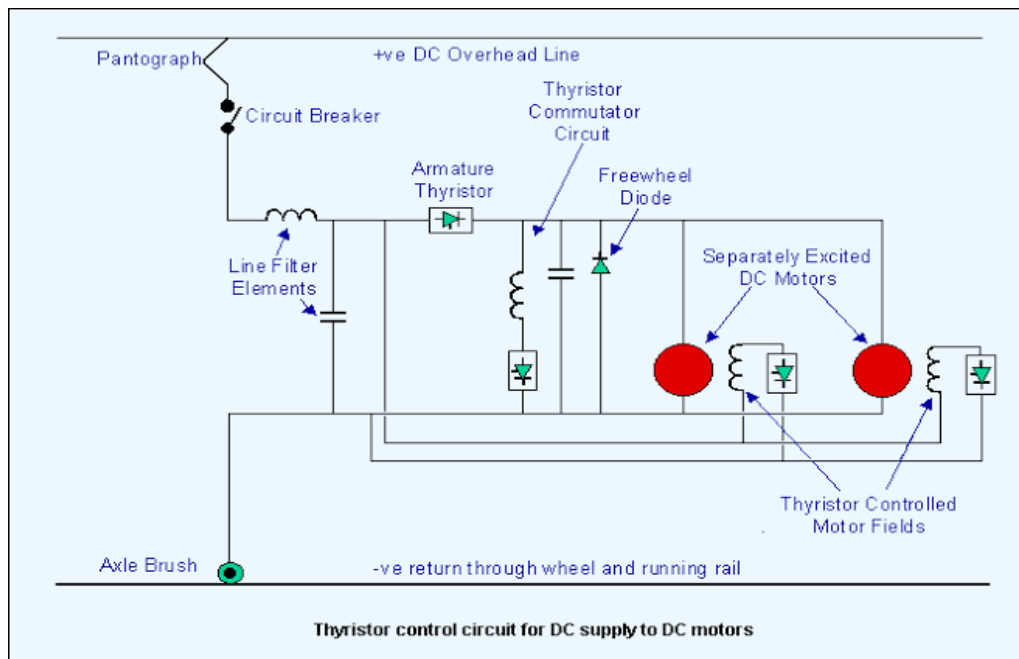 Pantograph
+ve DC Overhead Line
Thyristor
Commutator
Circuit
Circuit Breaker
Armature
Thyristor
Freewheel
Diode
Line Filter
Elements
Separately Excited
DC Motors
Thyristor Controlled
Motor Fields
Axle Brush
-ve return through wheel and running rail
Thyristor control circuit for DC supply to DC motors